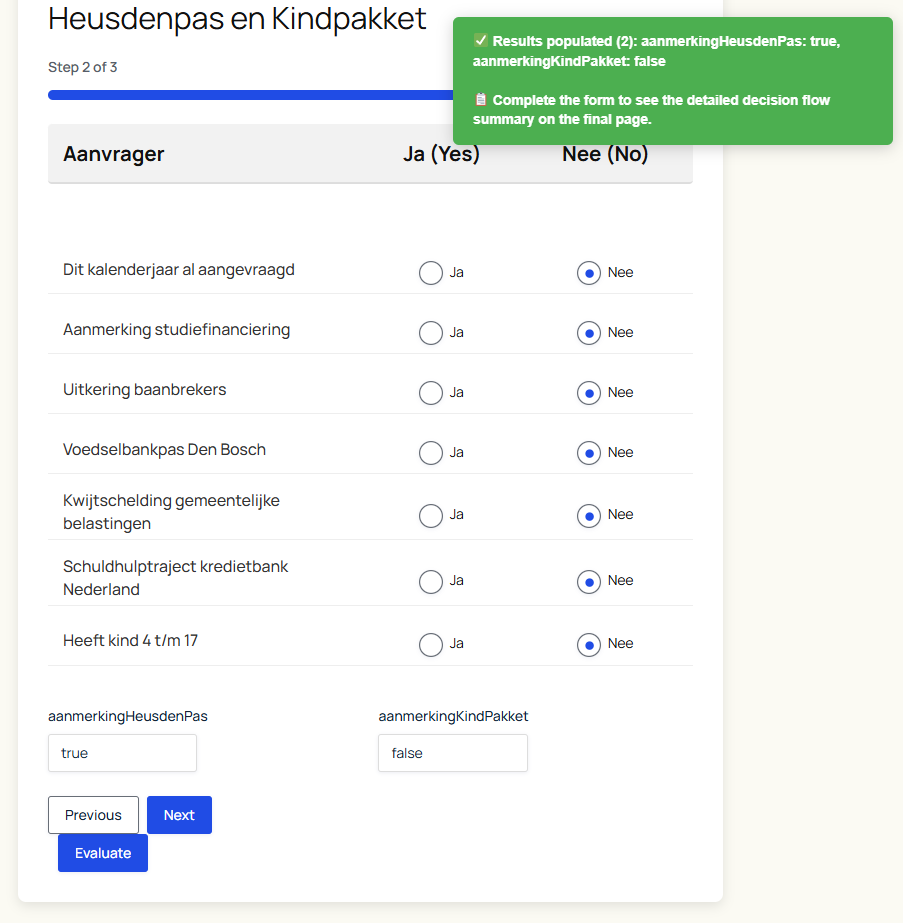 Heusdenpas en Kindpakket
✅ Results populated (2): aanmerkingHeusdenPas: true,
aanmerkingKindPakket: false
📋 Complete the form to see the detailed decision flow
summary on the final page.
Step 2 of 3
Aanvrager Ja (Yes) Nee (No)
Dit kalenderjaar al aangevraagd Ja Nee
Aanmerking studiefinanciering Ja Nee
Uitkering baanbrekers Ja Nee
Voedselbankpas Den Bosch Ja Nee
Kwijtschelding gemeentelijke
belastingen Ja Nee
Schuldhulptraject kredietbank
Nederland Ja Nee
Heeft kind 4 t/m 17 Ja Nee
aanmerkingHeusdenPas aanmerkingKindPakket
true false
Previous Next
Evaluate